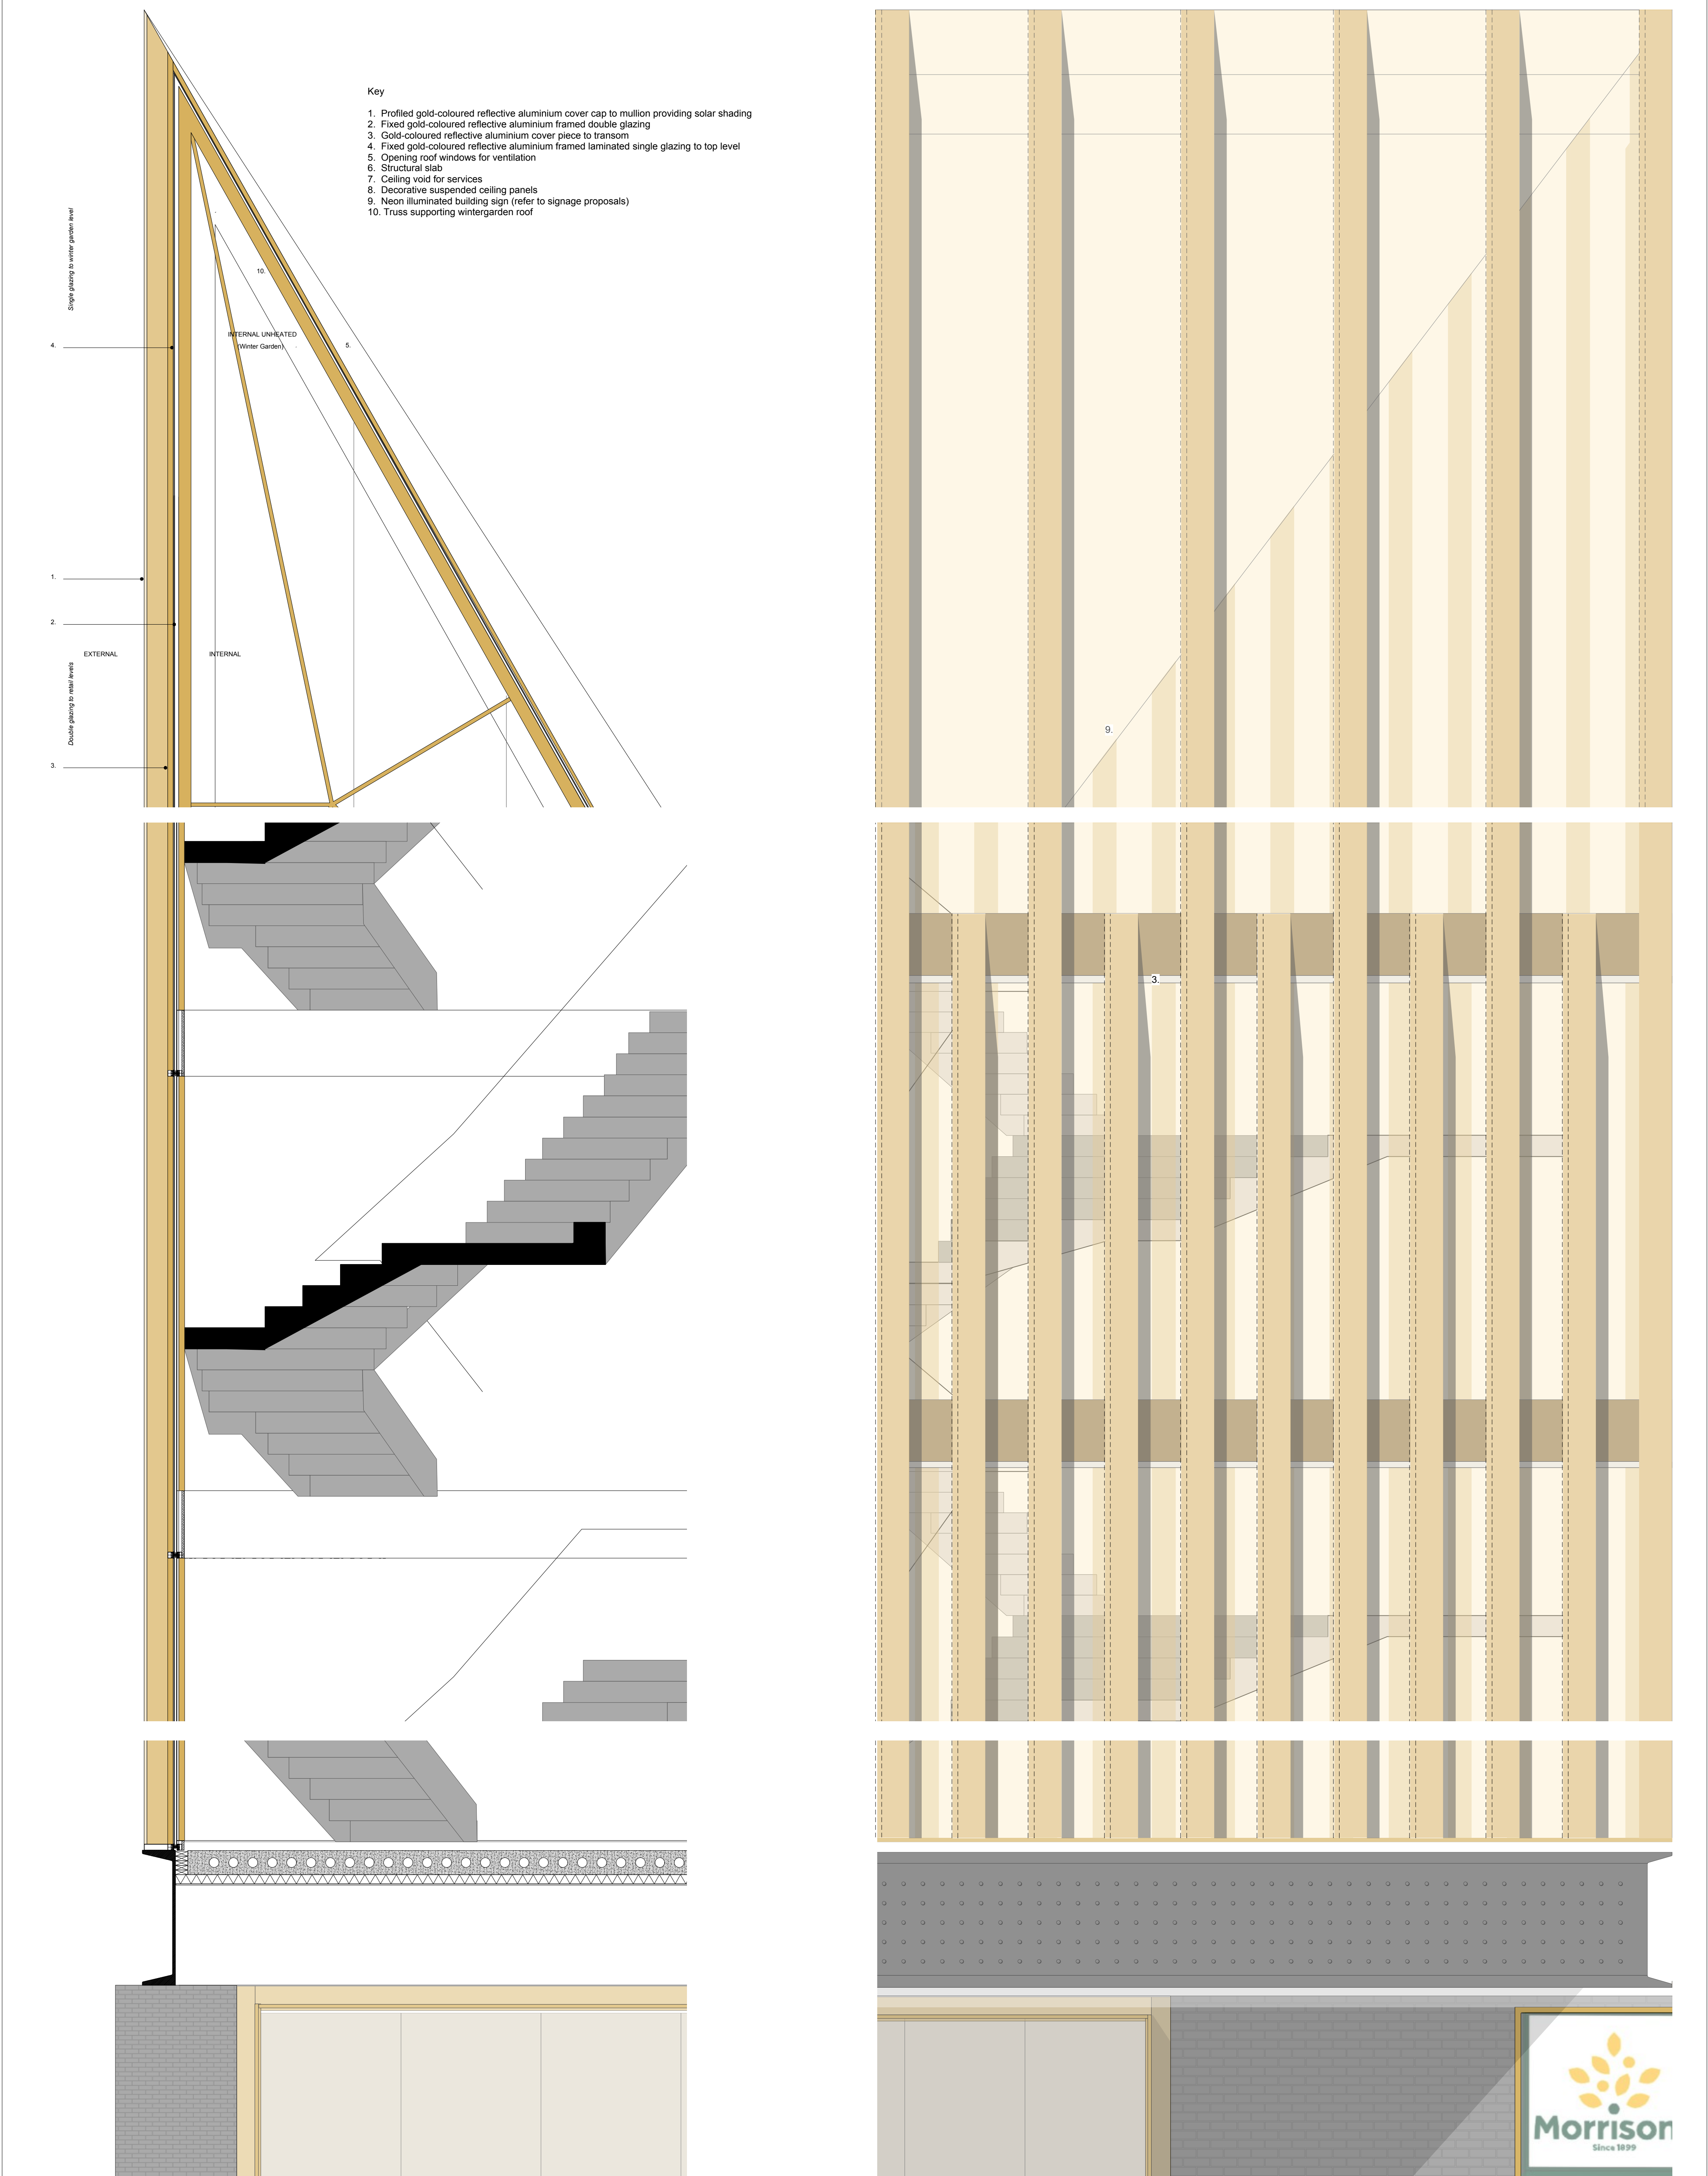 Key
1. Profiled gold-coloured reflective aluminium cover cap to mullion providing solar shading
2. Fixed gold-coloured reflective aluminium framed double glazing
3. Gold-coloured reflective aluminium cover piece to transom
4. Fixed gold-coloured reflective aluminium framed laminated single glazing to top level
5. Opening roof windows for ventilation
6. Structural slab
7. Ceiling void for services
8. Decorative suspended ceiling panels
9. Neon illuminated building sign (refer to signage proposals)
10. Truss supporting wintergarden roof
Single glazing to winter garden level
10.
INTERNAL UNHEATED
(Winter Garden)
4.
5.
1.
2.
EXTERNAL
INTERNAL
Double glazing to retail levels
3.
9.
3.
Morrison
Since 1899